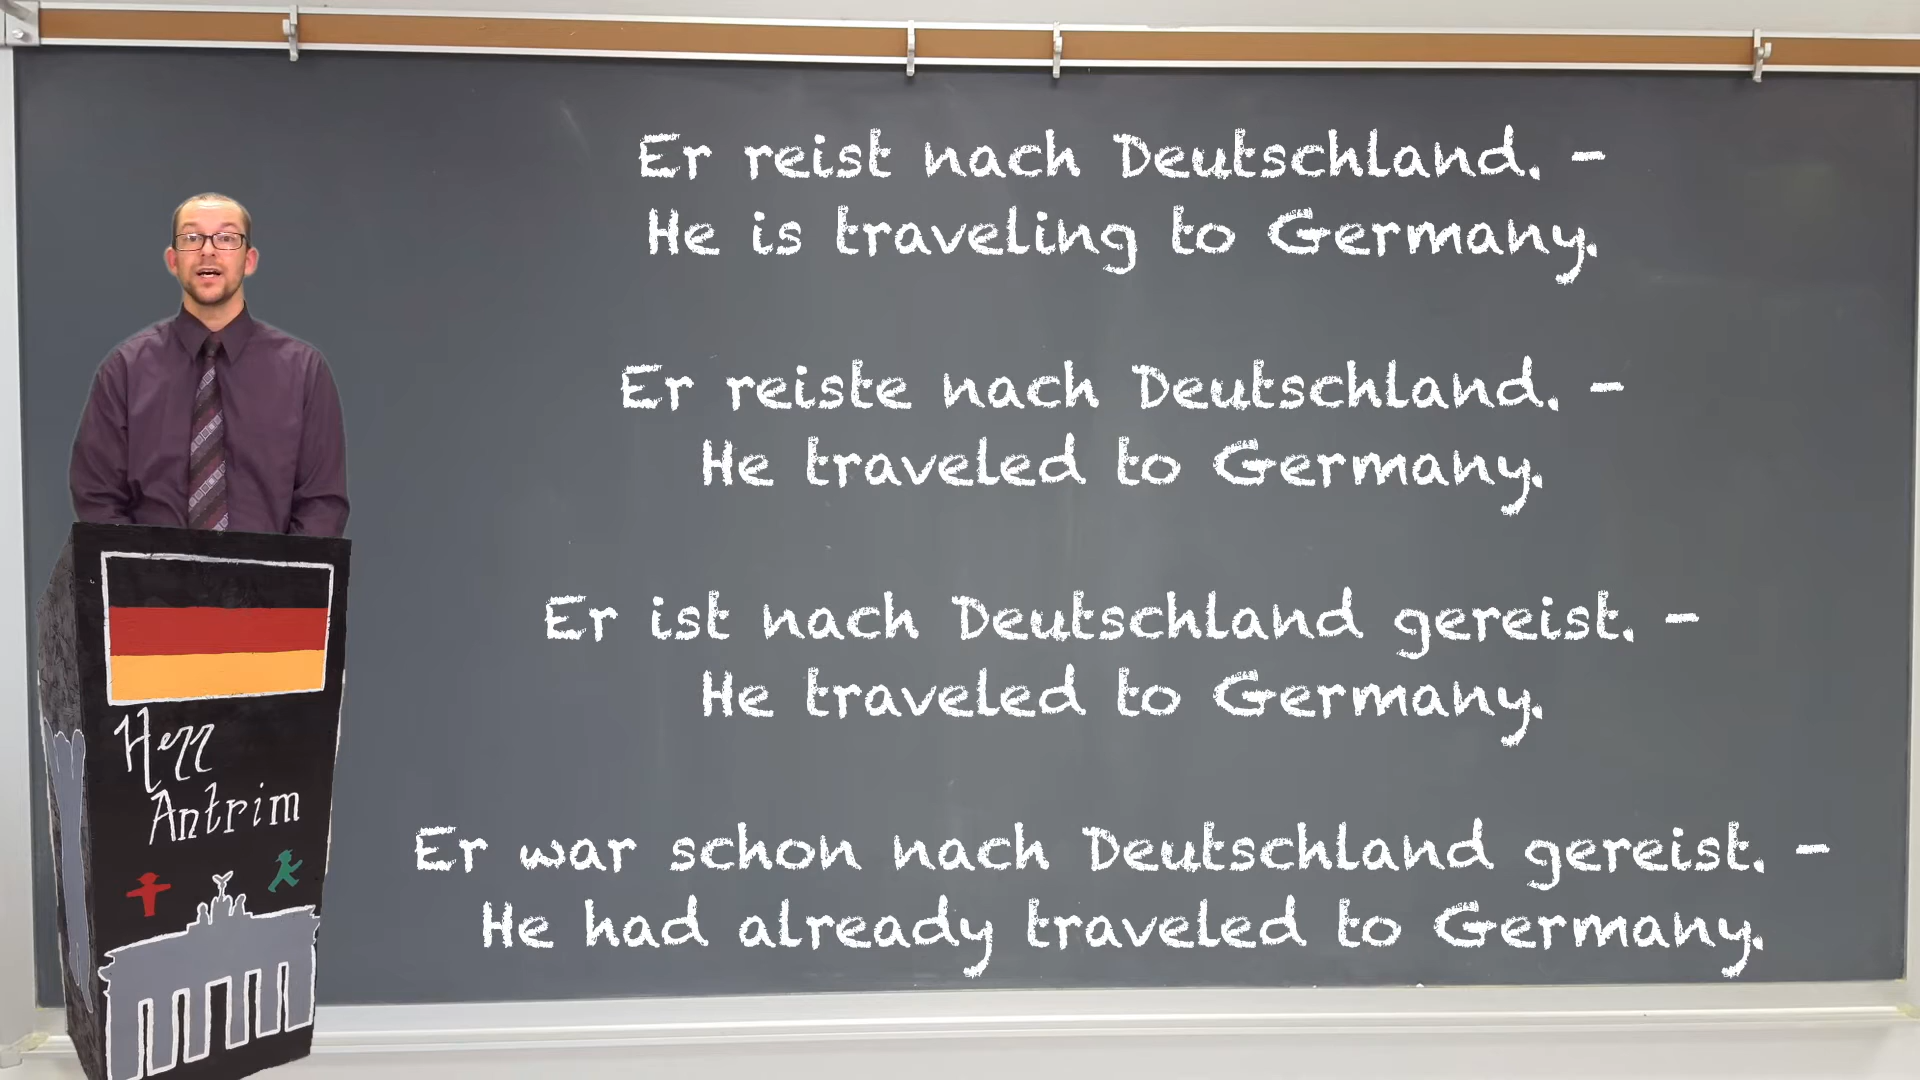 Er reist nach Deutschland. -
He is traveling to Germany.
Er reiste nach Deutschland. -
He traveled to Germany.
Er ist nach Deutschland gereist. -
He traveled to Germany.
Er war schon nach Deutschland gereist. -
He had already traveled to Germany.
Herr
Antrim